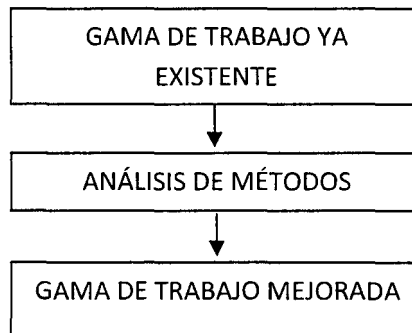 GAMA DE TRABAJO YA
EXISTENTE
ANÁLISIS DE MÉTODOS
GAMA DE TRABAJO MEJORADA